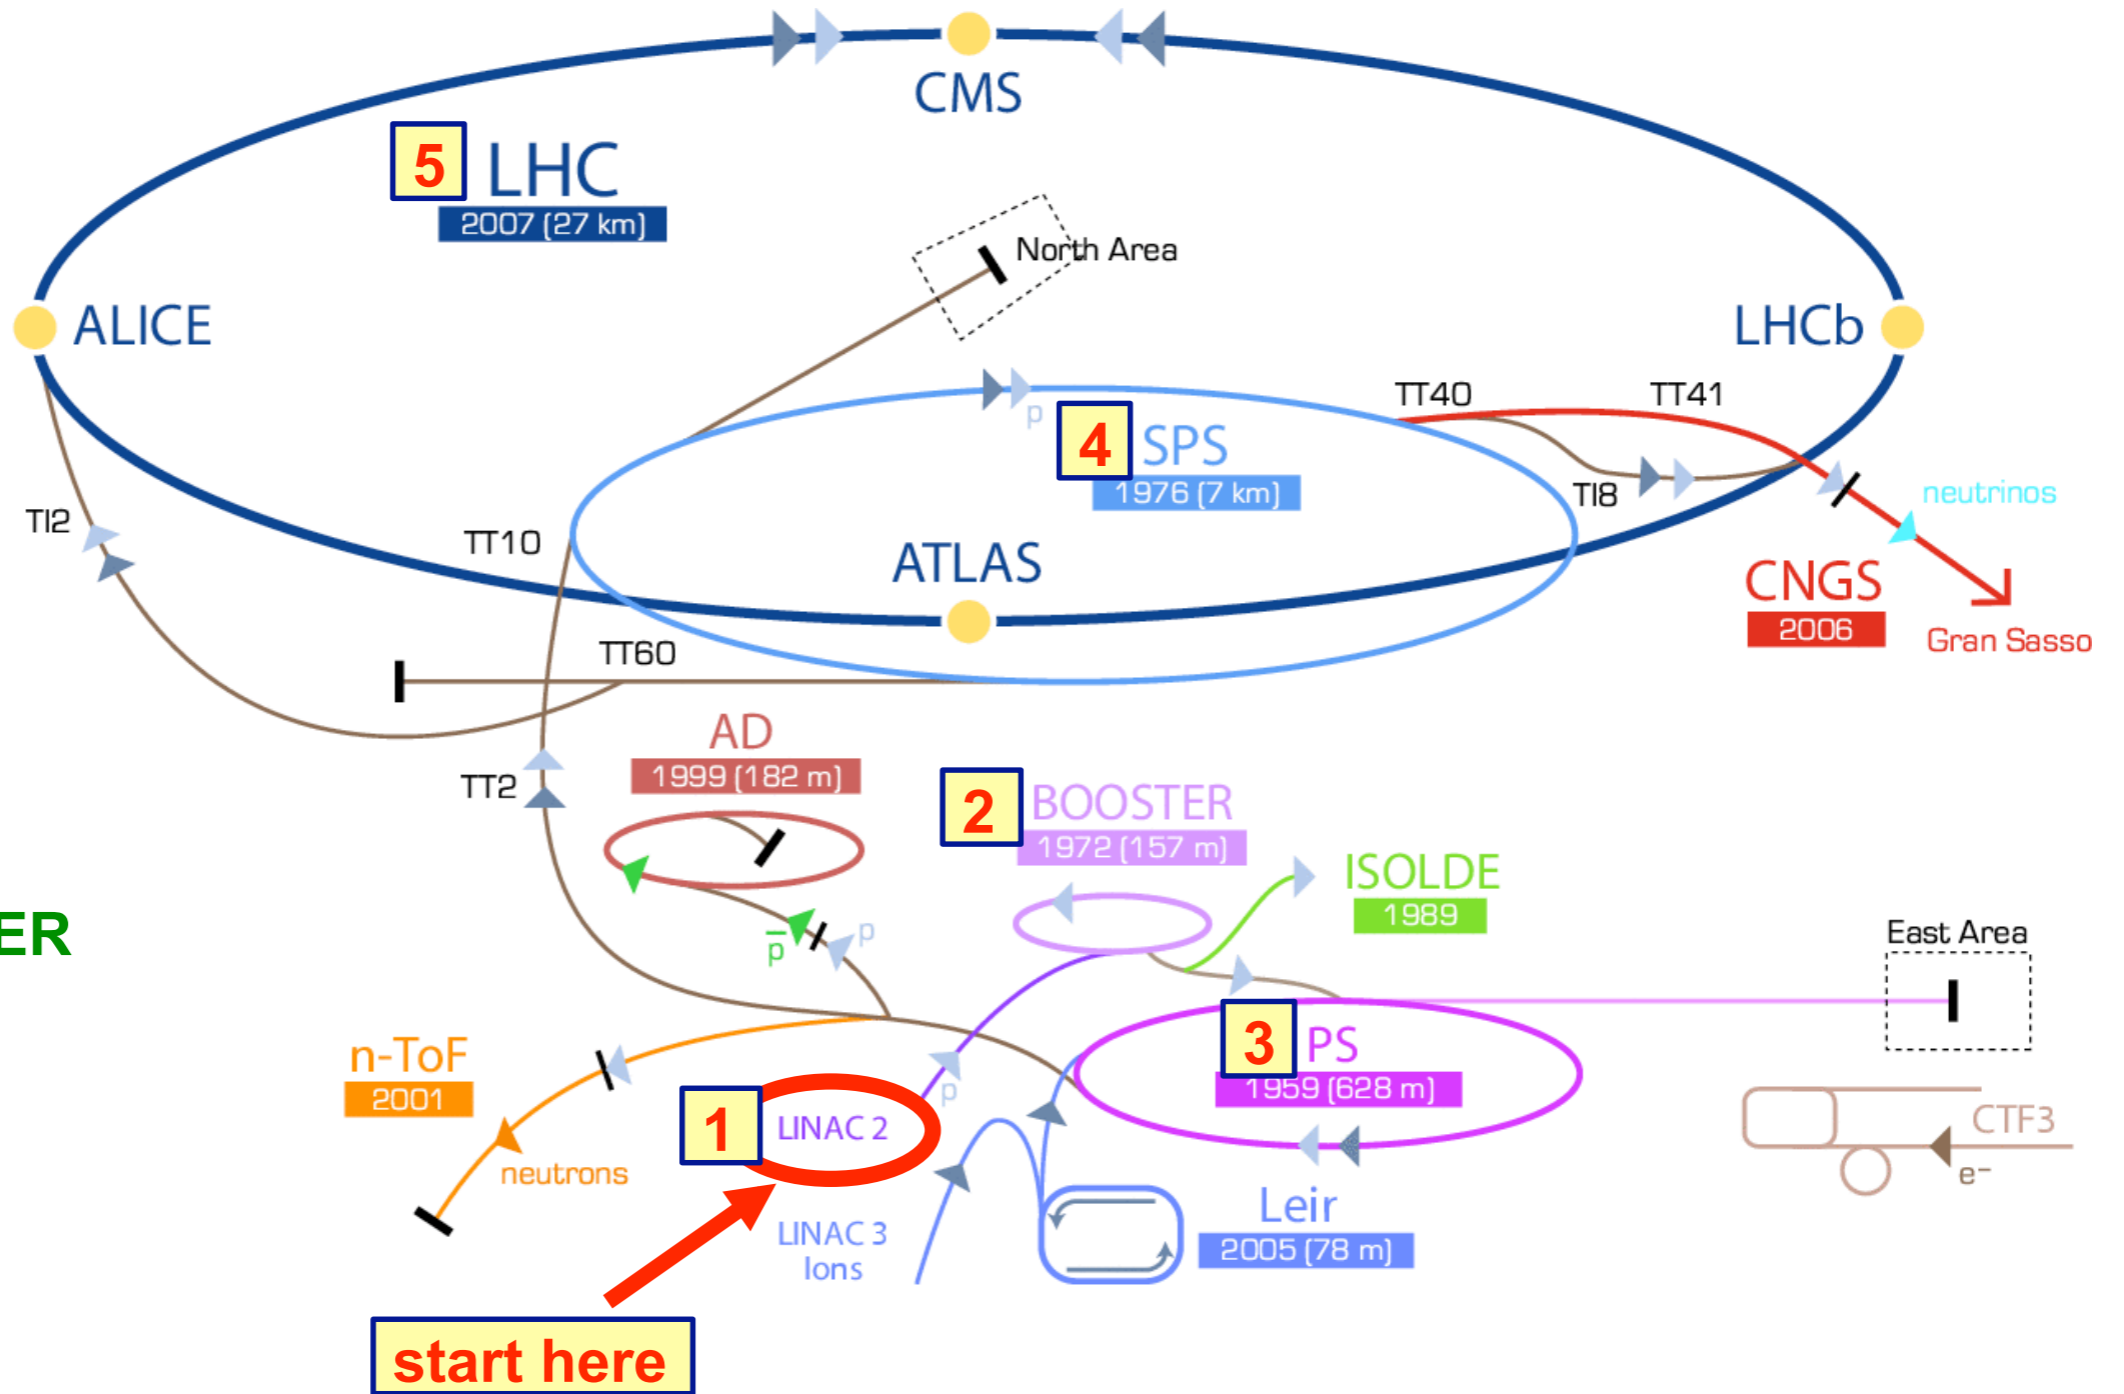 CMS
5
LHC
2007 (27 km)
North Area
ALICE
LHCb
TT40
TT41
p
4
SPS
1976 (7 km)
TI8
neutrinos
TI2
TT10
ATLAS
CNGS
2006
Gran Sasso
TT60
AD
1999 (182 m)
TT2
2
BOOSTER
1972 (157 m)
ISOLDE
1989
ER
p̅
p
East Area
n-ToF
2001
3
PS
1959 (628 m)
1
LINAC 2
p
CTF3
e⁻
neutrons
LINAC 3
Ions
Leir
2005 (78 m)
start here